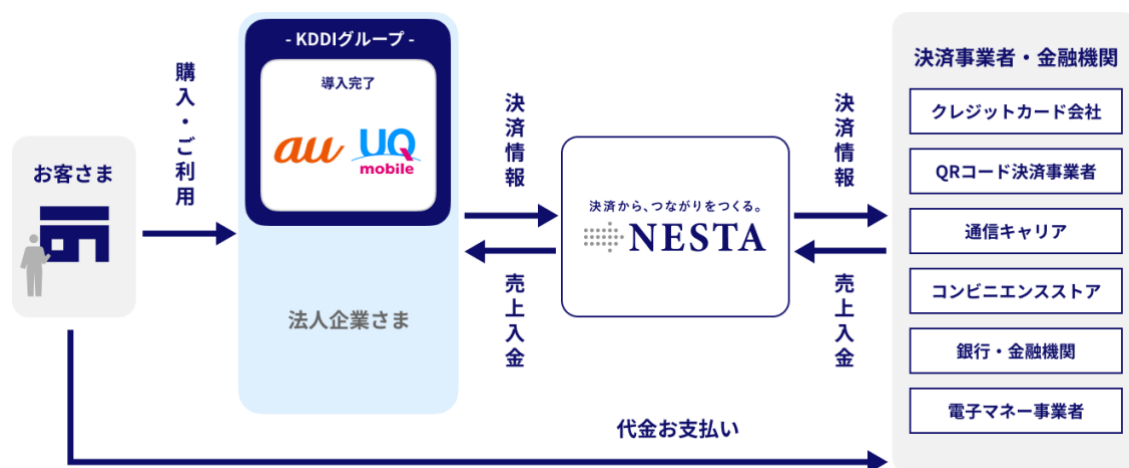 お客さま
購入・ご利用
- KDDIグループ -
導入完了
au
UQ
mobile
法人企業さま
決済情報
売上入金
決済から、つながりをつくる。
NESTA
決済情報
売上入金
決済事業者・金融機関
クレジットカード会社
QRコード決済事業者
通信キャリア
コンビニエンスストア
銀行・金融機関
電子マネー事業者
代金お支払い